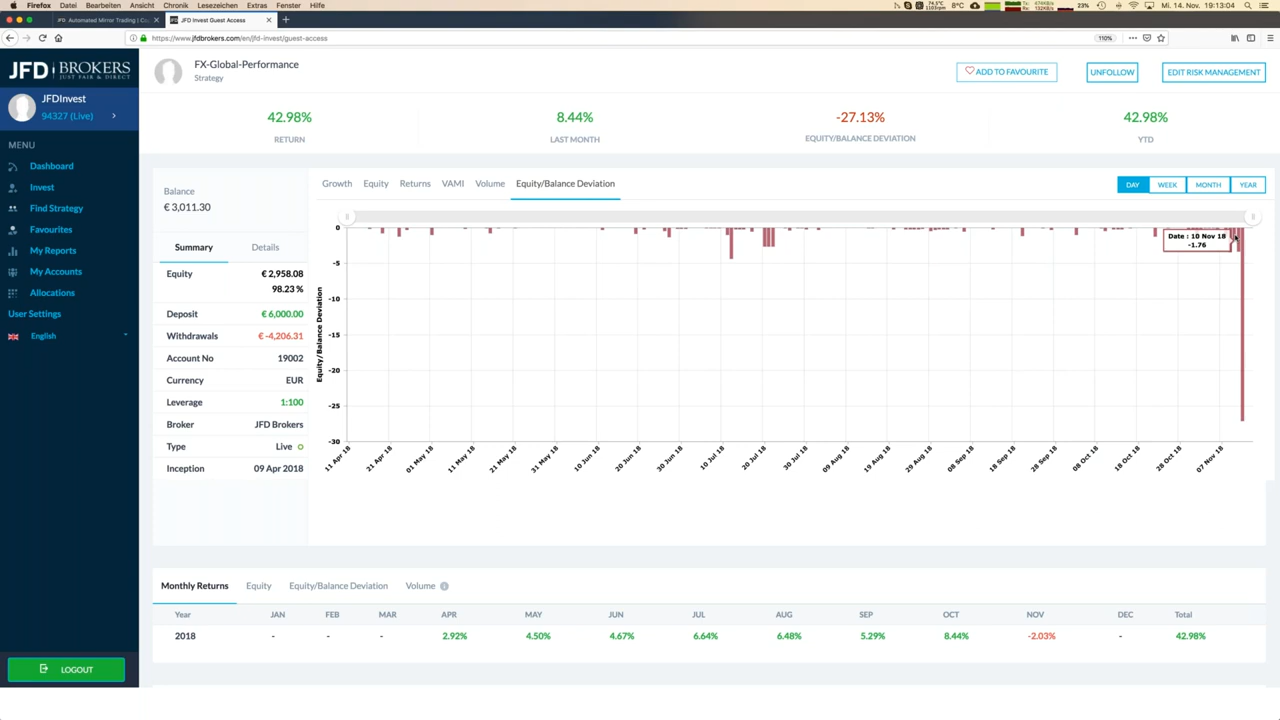 Firefox Datei Bearbeiten Ansicht Chronik Lesezeichen Extras Fenster Hilfe
8°C 23% Mi. 14. Nov. 19:13:04
JFD Automated Mirror Trading | Co
JFD Invest Guest Access
https://www.jfdbrokers.com/en/jfd-invest/guest-access
110%
JFD BROKERS
JUST FAIR & DIRECT
JFDInvest
94327 (Live)
MENU
Dashboard
Invest
Find Strategy
Favourites
My Reports
My Accounts
Allocations
User Settings
English
LOGOUT
FX-Global-Performance
Strategy
ADD TO FAVOURITE
UNFOLLOW
EDIT RISK MANAGEMENT
42.98%
RETURN
8.44%
LAST MONTH
-27.13%
EQUITY/BALANCE DEVIATION
42.98%
YTD
Balance
€ 3,011.30
Summary Details
Equity € 2,958.08
98.23 %
Deposit € 6,000.00
Withdrawals € -4,206.31
Account No 19002
Currency EUR
Leverage 1:100
Broker JFD Brokers
Type Live
Inception 09 Apr 2018
Growth Equity Returns VAMI Volume Equity/Balance Deviation
DAY WEEK MONTH YEAR
Equity/Balance Deviation
0
-5
-10
-15
-20
-25
-30
Date : 10 Nov 18
-1.76
11 Apr 18 21 Apr 18 01 May 18 11 May 18 21 May 18 31 May 18 10 Jun 18 20 Jun 18 30 Jun 18 10 Jul 18 20 Jul 18 30 Jul 18 09 Aug 18 19 Aug 18 29 Aug 18 08 Sep 18 18 Sep 18 28 Sep 18 08 Oct 18 18 Oct 18 28 Oct 18 07 Nov 18
Monthly Returns Equity Equity/Balance Deviation Volume
Year JAN FEB MAR APR MAY JUN JUL AUG SEP OCT NOV DEC Total
2018 - - - 2.92% 4.50% 4.67% 6.64% 6.48% 5.29% 8.44% -2.03% - 42.98%